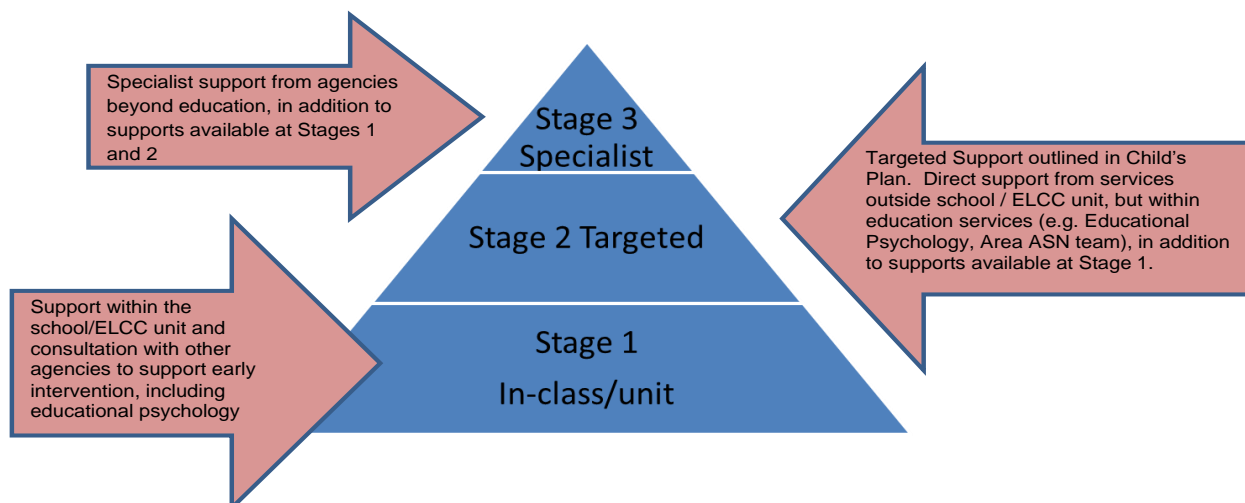 Specialist support from agencies
beyond education, in addition to
supports available at Stages 1
and 2
Stage 3
Specialist
Targeted Support outlined in Child’s
Plan. Direct support from services
outside school / ELCC unit, but within
education services (e.g. Educational
Psychology, Area ASN team), in addition
to supports available at Stage 1.
Stage 2 Targeted
Support within the
school/ELCC unit and
consultation with other
agencies to support early
intervention, including
educational psychology
Stage 1
In-class/unit